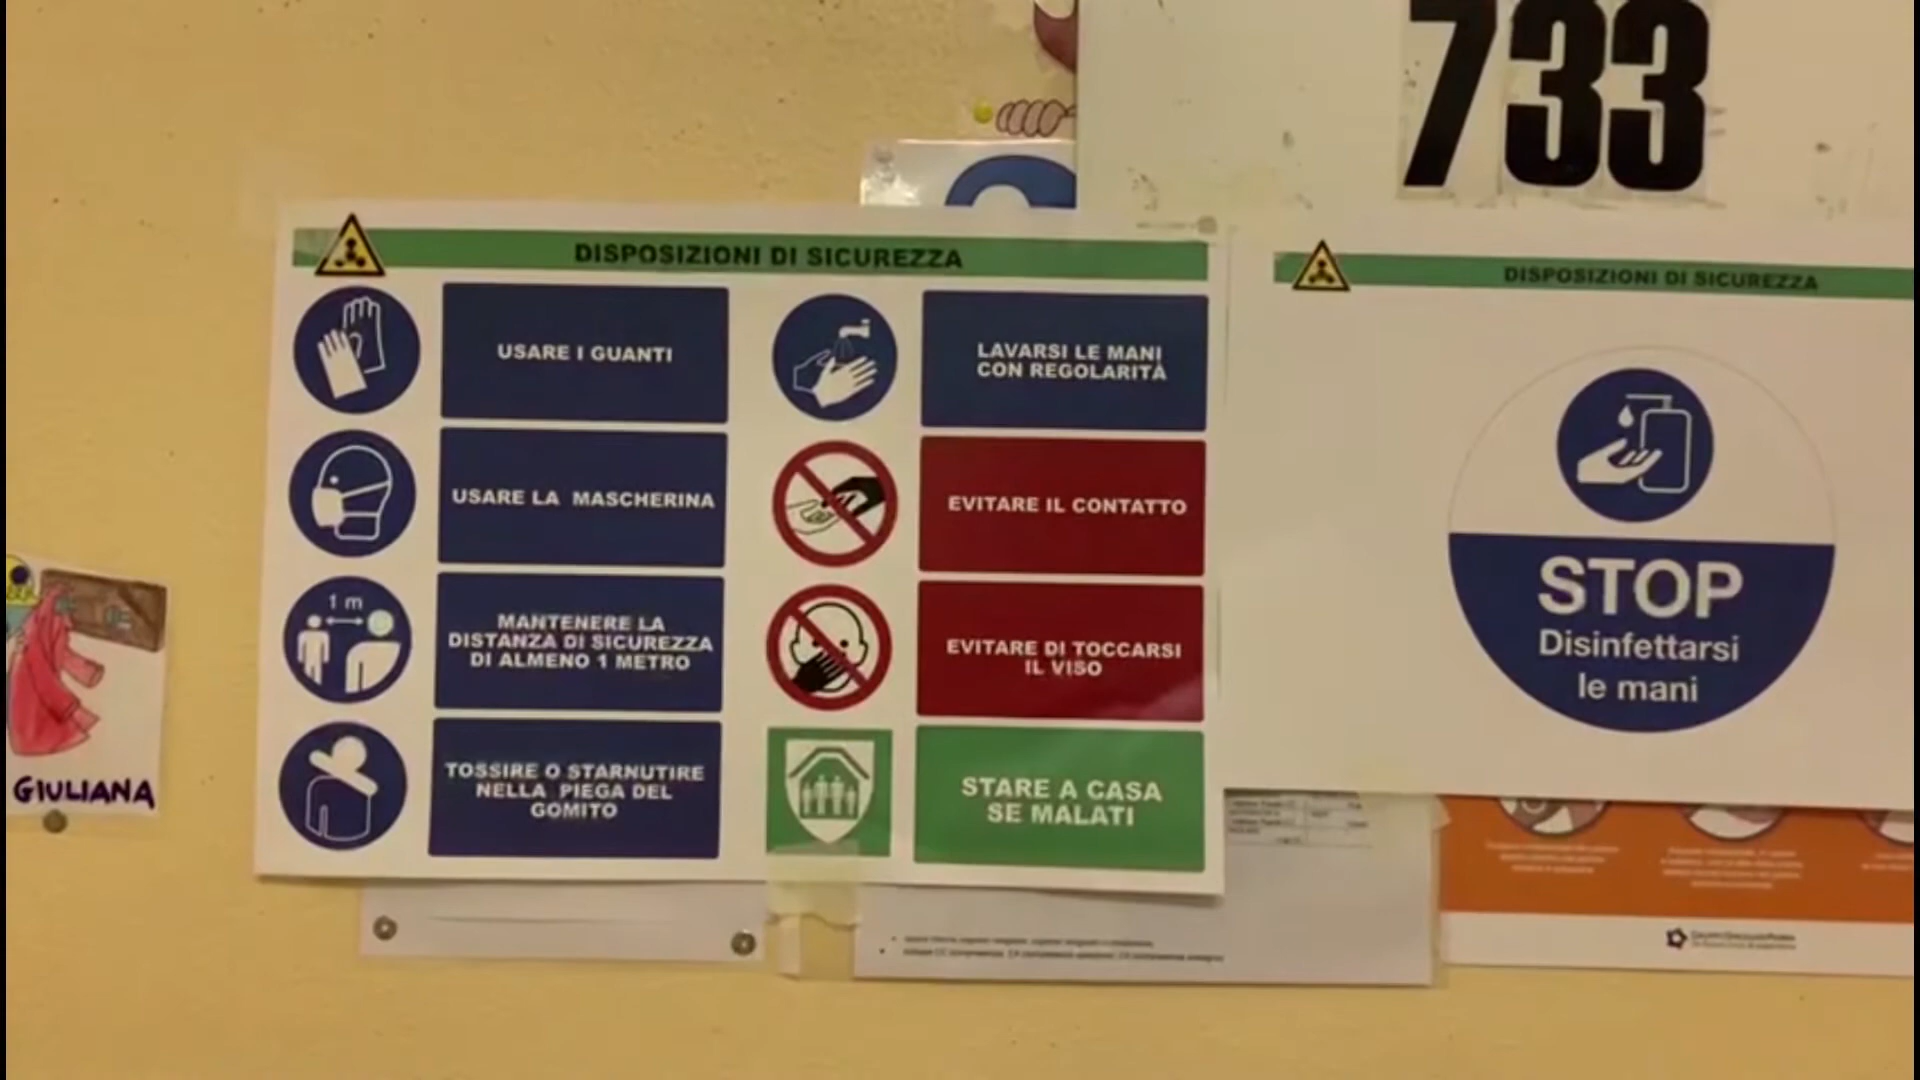 733
DISPOSIZIONI DI SICUREZZA
USARE I GUANTI
LAVARSI LE MANI
CON REGOLARITÀ
USARE LA MASCHERINA
EVITARE IL CONTATTO
1 m
MANTENERE LA
DISTANZA DI SICUREZZA
DI ALMENO 1 METRO
EVITARE DI TOCCARSI
IL VISO
TOSSIRE O STARNUTIRE
NELLA PIEGA DEL
GOMITO
STARE A CASA
SE MALATI
DISPOSIZIONI DI SICUREZZA
STOP
Disinfettarsi
le mani
GIULIANA